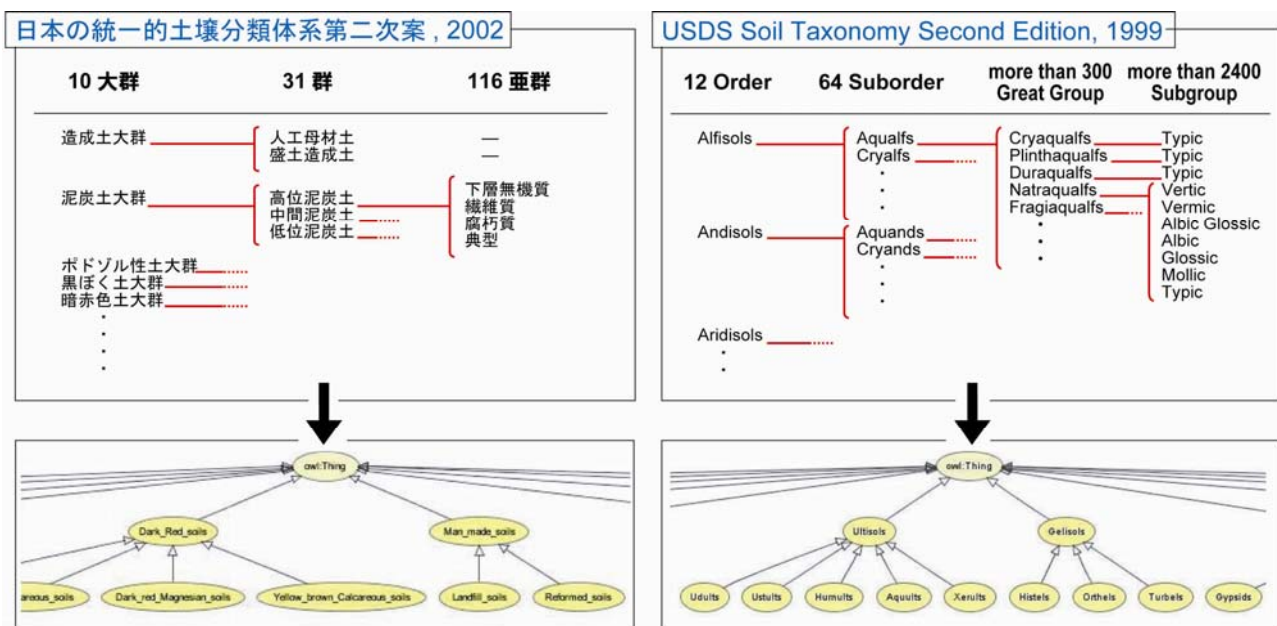 日本の統一的土壌分類体系第二次案 , 2002
10 大群
31 群
116 亜群
造成土大群
人工母材土
盛土造成土
—
—
泥炭土大群
高位泥炭土
中間泥炭土
低位泥炭土
下層無機質
繊維質
腐朽質
典型
ポドゾル性土大群
黒ぼく土大群
暗赤色土大群
owl:Thing
Dark_Red_soils
Man_made_soils
areous_soils
Dark_red_Magnesian_soils
Yellow_brown_Calcareous_soils
Landfill_soils
Reformed_soils
USDS Soil Taxonomy Second Edition, 1999
12 Order
64 Suborder
more than 300
Great Group
more than 2400
Subgroup
Alfisols
Aqualfs
Cryalfs
Cryaqualfs
Plinthaqualfs
Duraqualfs
Natraqualfs
Fragiaqualfs
Typic
Typic
Typic
Vertic
Vermic
Albic Glossic
Albic
Glossic
Mollic
Typic
Andisols
Aquands
Cryands
Aridisols
owl:Thing
Ultisols
Gelisols
Udults
Ustults
Humults
Aquults
Xerults
Histels
Orthels
Turbels
Gypsids